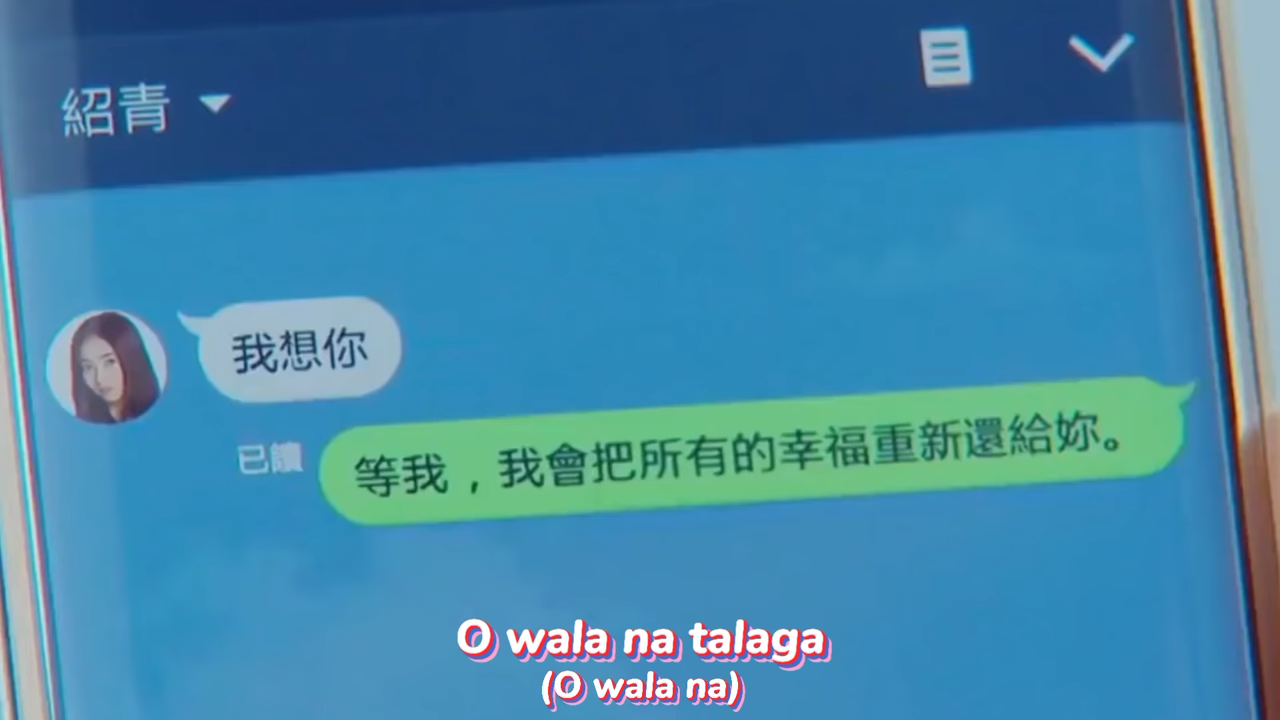 紹青
我想你
已讀
等我，我會把所有的幸福重新還給妳。
O wala na talaga
(O wala na)